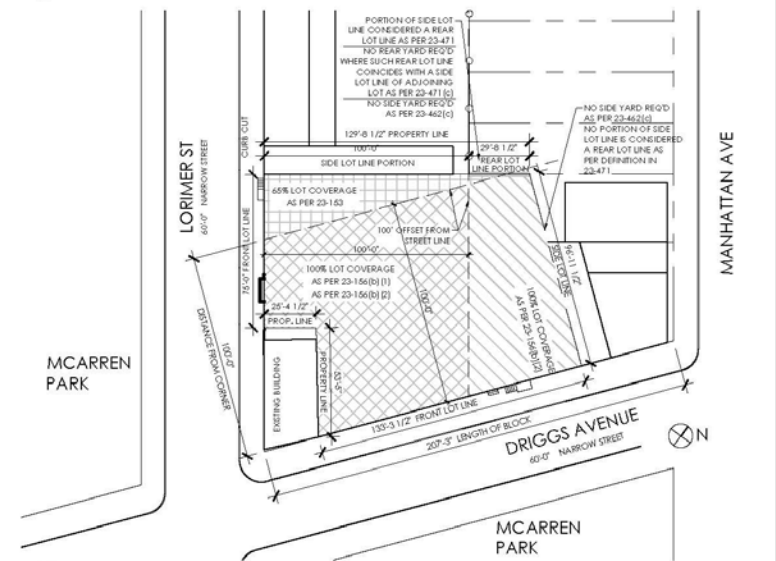 PORTION OF SIDE LOT
LINE CONSIDERED A REAR
LOT LINE AS PER 23-471
NO REAR YARD REQ'D
WHERE SUCH REAR LOT LINE
COINCIDES WITH A SIDE
LOT LINE OF ADJOINING
LOT AS PER 23-471(c)
NO SIDE YARD REQ'D
AS PER 23-462(c)
129'-8 1/2" PROPERTY LINE
100'-0"
29'-8 1/2"
SIDE LOT LINE PORTION
REAR LOT
LINE PORTION
NO SIDE YARD REQ'D
AS PER 23-462(c)
NO PORTION OF SIDE
LOT LINE IS CONSIDERED
A REAR LOT LINE AS
PER DEFINITION IN
23-471
CURB CUT
LORIMER ST
60'-0" NARROW STREET
MANHATTAN AVE
65% LOT COVERAGE
AS PER 23-153
100' OFFSET FROM
STREET LINE
100'-0"
75'-0" FRONT LOT LINE
100% LOT COVERAGE
AS PER 23-156(b)(1)
AS PER 23-156(b)(2)
100'-0"
96'-11 1/2"
SIDE LOT LINE
100% LOT COVERAGE
AS PER 23-156(b)(2)
25'-4 1/2"
PROP. LINE
100'-0"
DISTANCE FROM CORNER
EXISTING BUILDING
PROPERTY LINE
53'-5"
133'-3 1/2" FRONT LOT LINE
207'-3" LENGTH OF BLOCK
DRIGGS AVENUE
60'-0" NARROW STREET
N
MCARREN
PARK
MCARREN
PARK